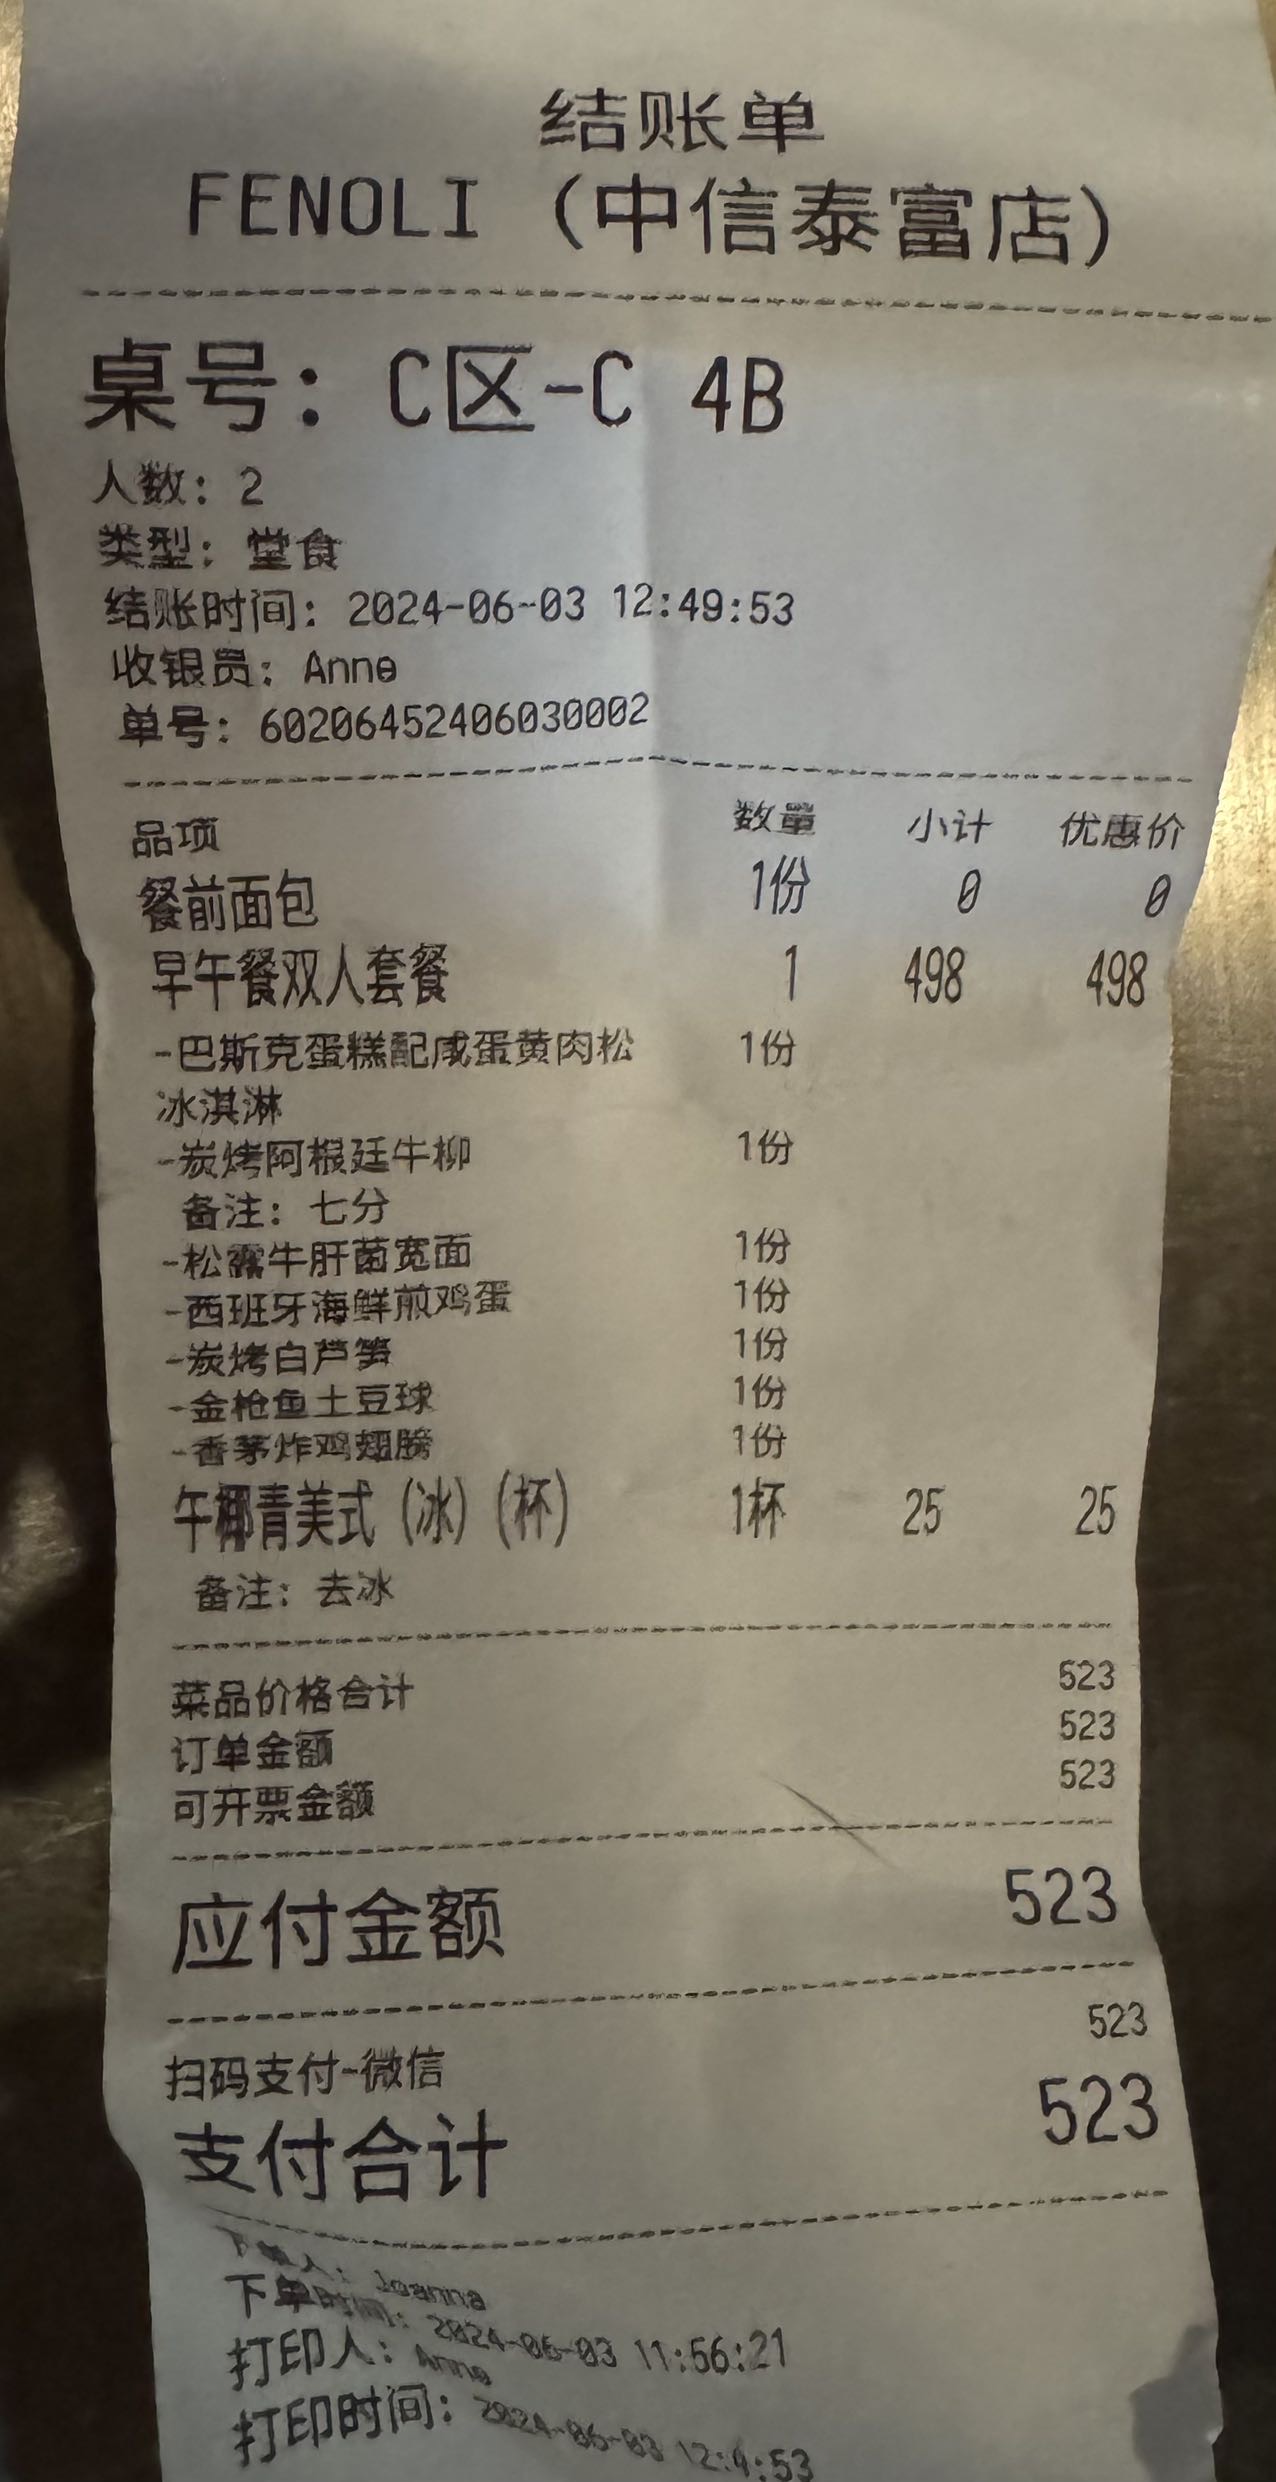 结账单
FENOLI (中信泰富店)
桌号：C区-C 4B
人数：2
类型：堂食
结账时间：2024-06-03 12:49:53
收银员：Anne
单号：60206452406030002
品项 数量 小计 优惠价
餐前面包 1份 0 0
早午餐双人套餐 1 498 498
-巴斯克蛋糕配咸蛋黄肉松 1份
冰淇淋
-炭烤阿根廷牛柳 1份
备注：七分
-松露牛肝菌宽面 1份
-西班牙海鲜煎鸡蛋 1份
-炭烤白芦笋 1份
-金枪鱼土豆球 1份
-香茅炸鸡翅膀 1份
午椰青美式（冰）（杯） 1杯 25 25
备注：去冰
菜品价格合计 523
订单金额 523
可开票金额 523
应付金额 523
扫码支付-微信 523
支付合计 523
下单人：Joanna
下单时间：2024-06-03 11:56:21
打印人：Anne
打印时间：2024-06-03